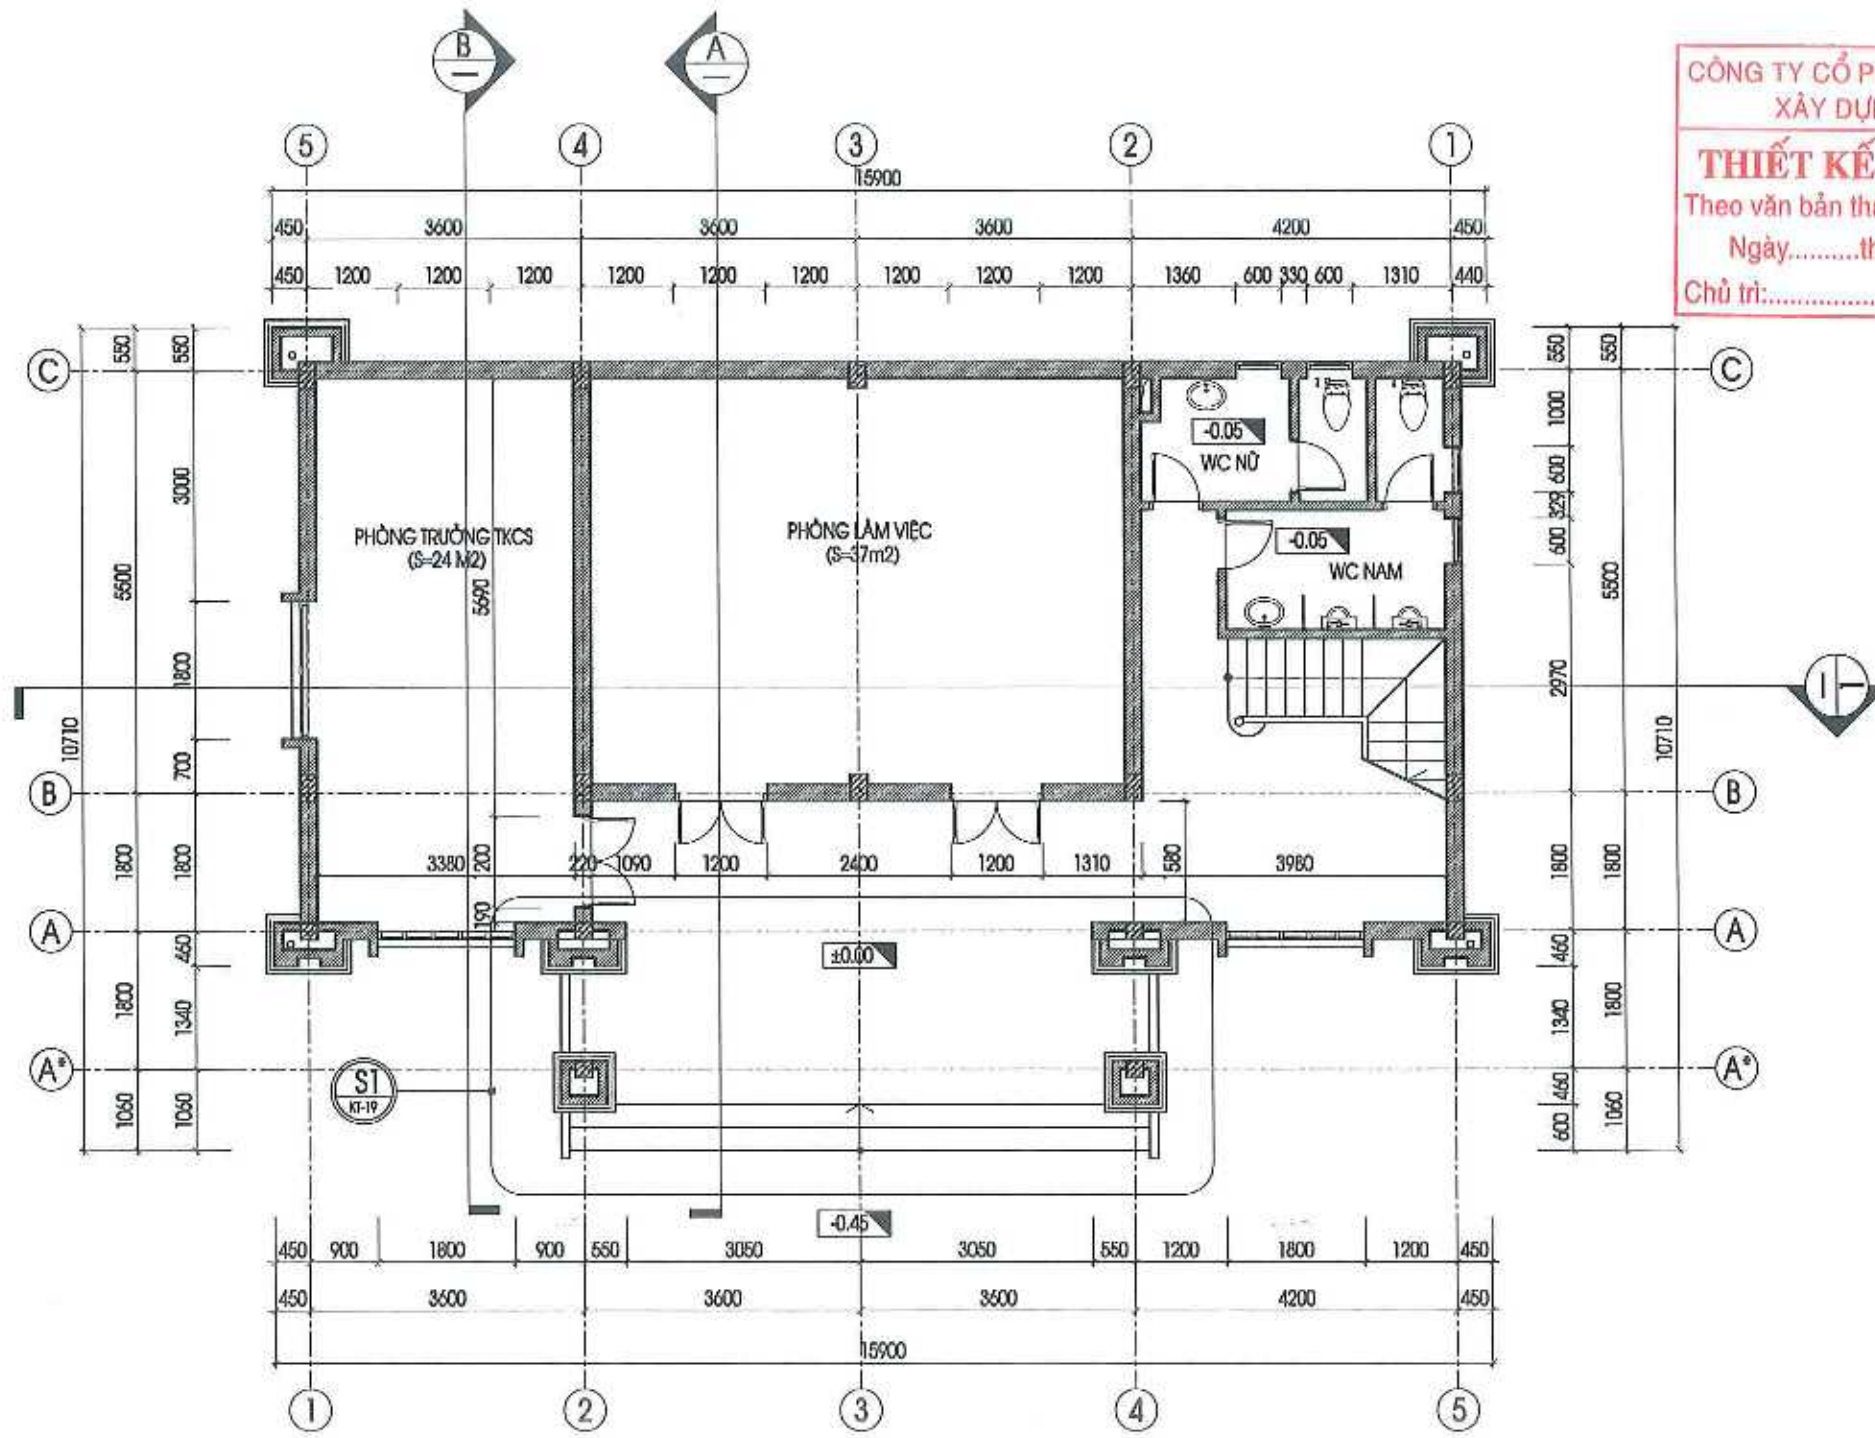 B
A
5
4
3
2
1
15900
450 3600 3600 3600 4200 450
450 1200 1200 1200 1200 1200 1200 1200 1200 1200 1360 600 330 600 1310 440
CÔNG TY CỔ P
XÂY DỰ
THIẾT KẾ
Theo văn bản th
Ngày..........th
Chủ trì:................
C
550 550
C
550 550
3000
1000
600
329
600
5500
5500
1800
2970
10710
10710
700
B
B
1800 1800
1800 1800
A
A
460
460
1800 1340
1340 1800
A*
A*
1060 1060
460
600
1060
-0.05
WC NỮ
PHÒNG TRƯỞNG TKCS
(S=24 M2)
PHÒNG LÀM VIỆC
(S=37m2)
-0.05
WC NAM
5690
1
3380 1200 220 1090 1200 2400 1200 1310 1580 3980
190
±0.00
S1
KT-19
-0.45
450 900 1800 900 550 3050 3050 550 1200 1800 1200 450
450 3600 3600 3600 4200 450
15900
1
2
3
4
5